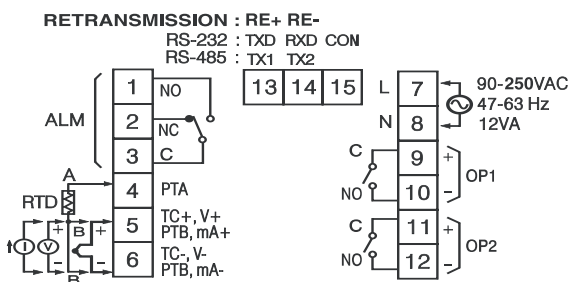 RETRANSMISSION : RE+ RE-
RS-232 : TXD RXD CON
RS-485 : TX1 TX2
13 14 15
ALM
1 NO
2 NC
3 C
A
4 PTA
RTD
5 TC+, V+
PTB, mA+
6 TC-, V-
PTB, mA-
I V + B +
- B -
L 7 90-250VAC
47-63 Hz
N 8 12VA
C 9 +
OP1
NO 10 -
C 11 +
OP2
NO 12 -